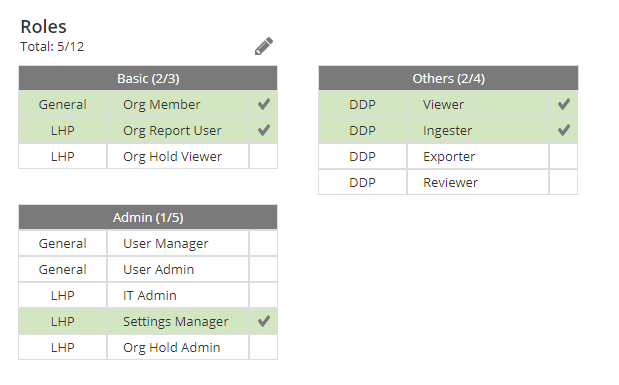 Roles
Total: 5/12
Basic (2/3)
General Org Member
LHP Org Report User
LHP Org Hold Viewer
Others (2/4)
DDP Viewer
DDP Ingester
DDP Exporter
DDP Reviewer
Admin (1/5)
General User Manager
General User Admin
LHP IT Admin
LHP Settings Manager
LHP Org Hold Admin